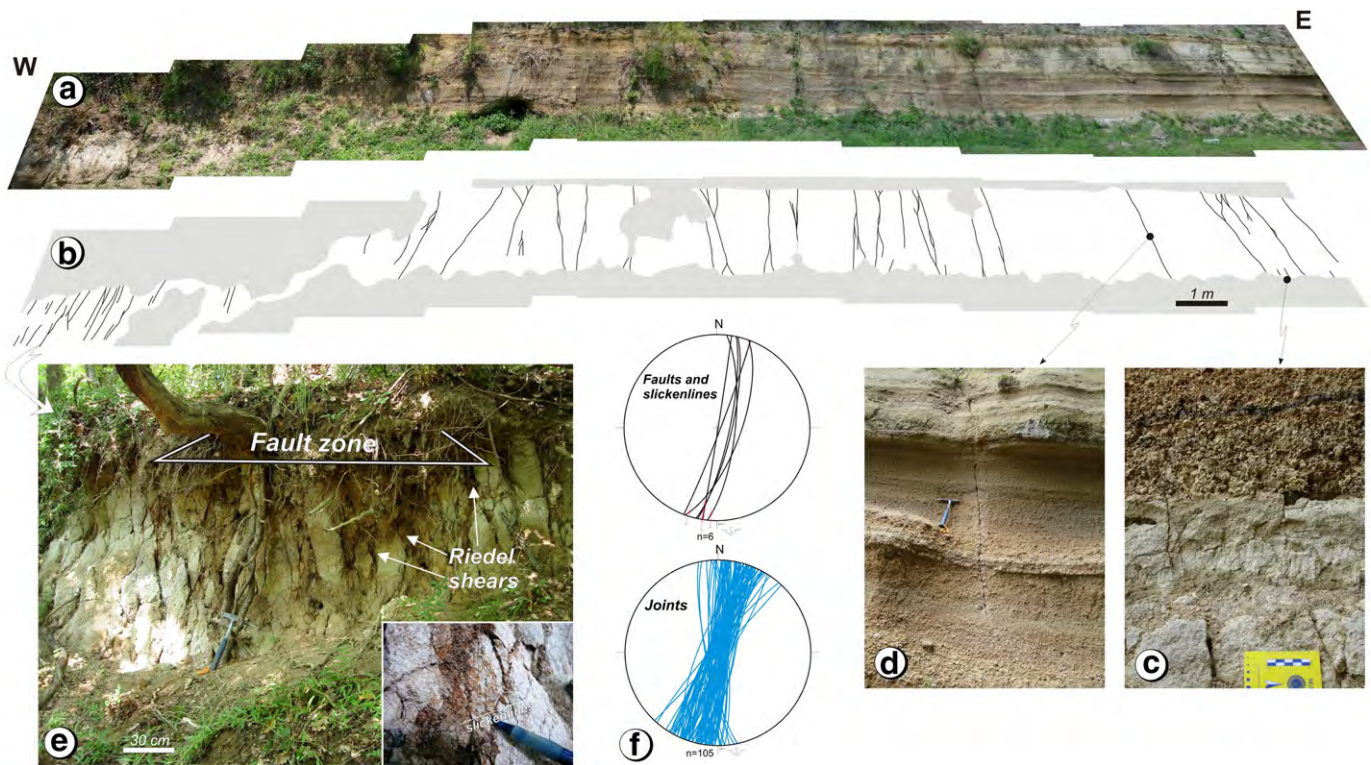 W
E
a
b
1 m
N
Faults and
slickenlines
n=6
N
Joints
n=105
f
Fault zone
Riedel
shears
30 cm
e
d
c